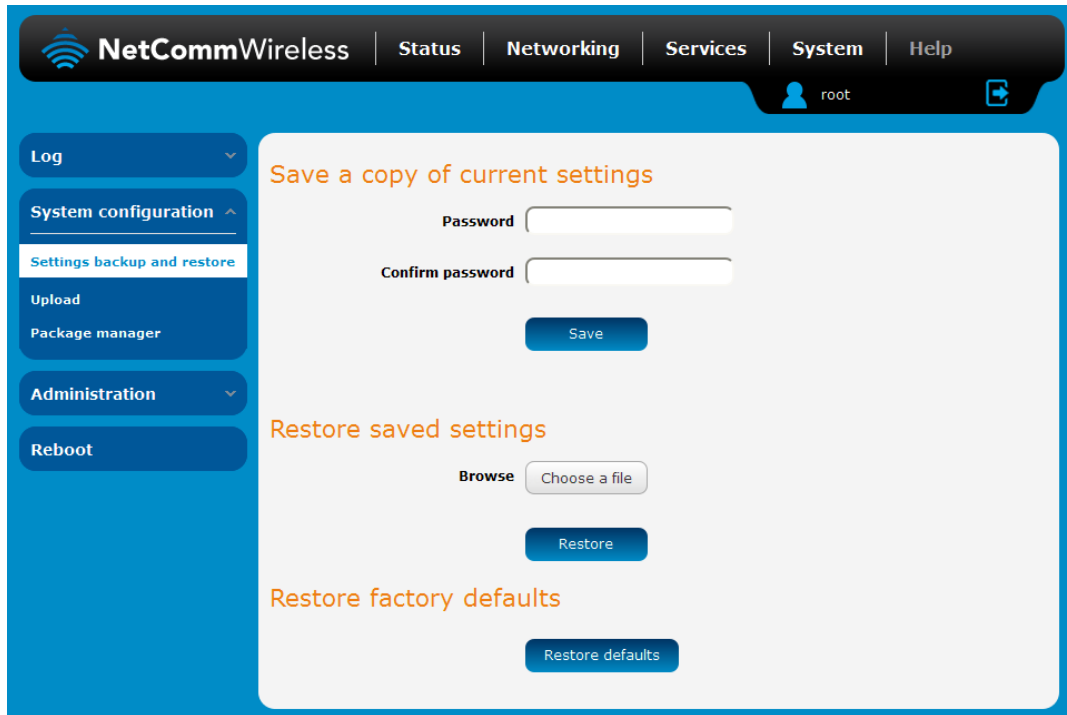 NetCommWireless Status Networking Services System Help
root
Log
System configuration
Settings backup and restore
Upload
Package manager
Administration
Reboot
Save a copy of current settings
Password
Confirm password
Save
Restore saved settings
Browse Choose a file
Restore
Restore factory defaults
Restore defaults